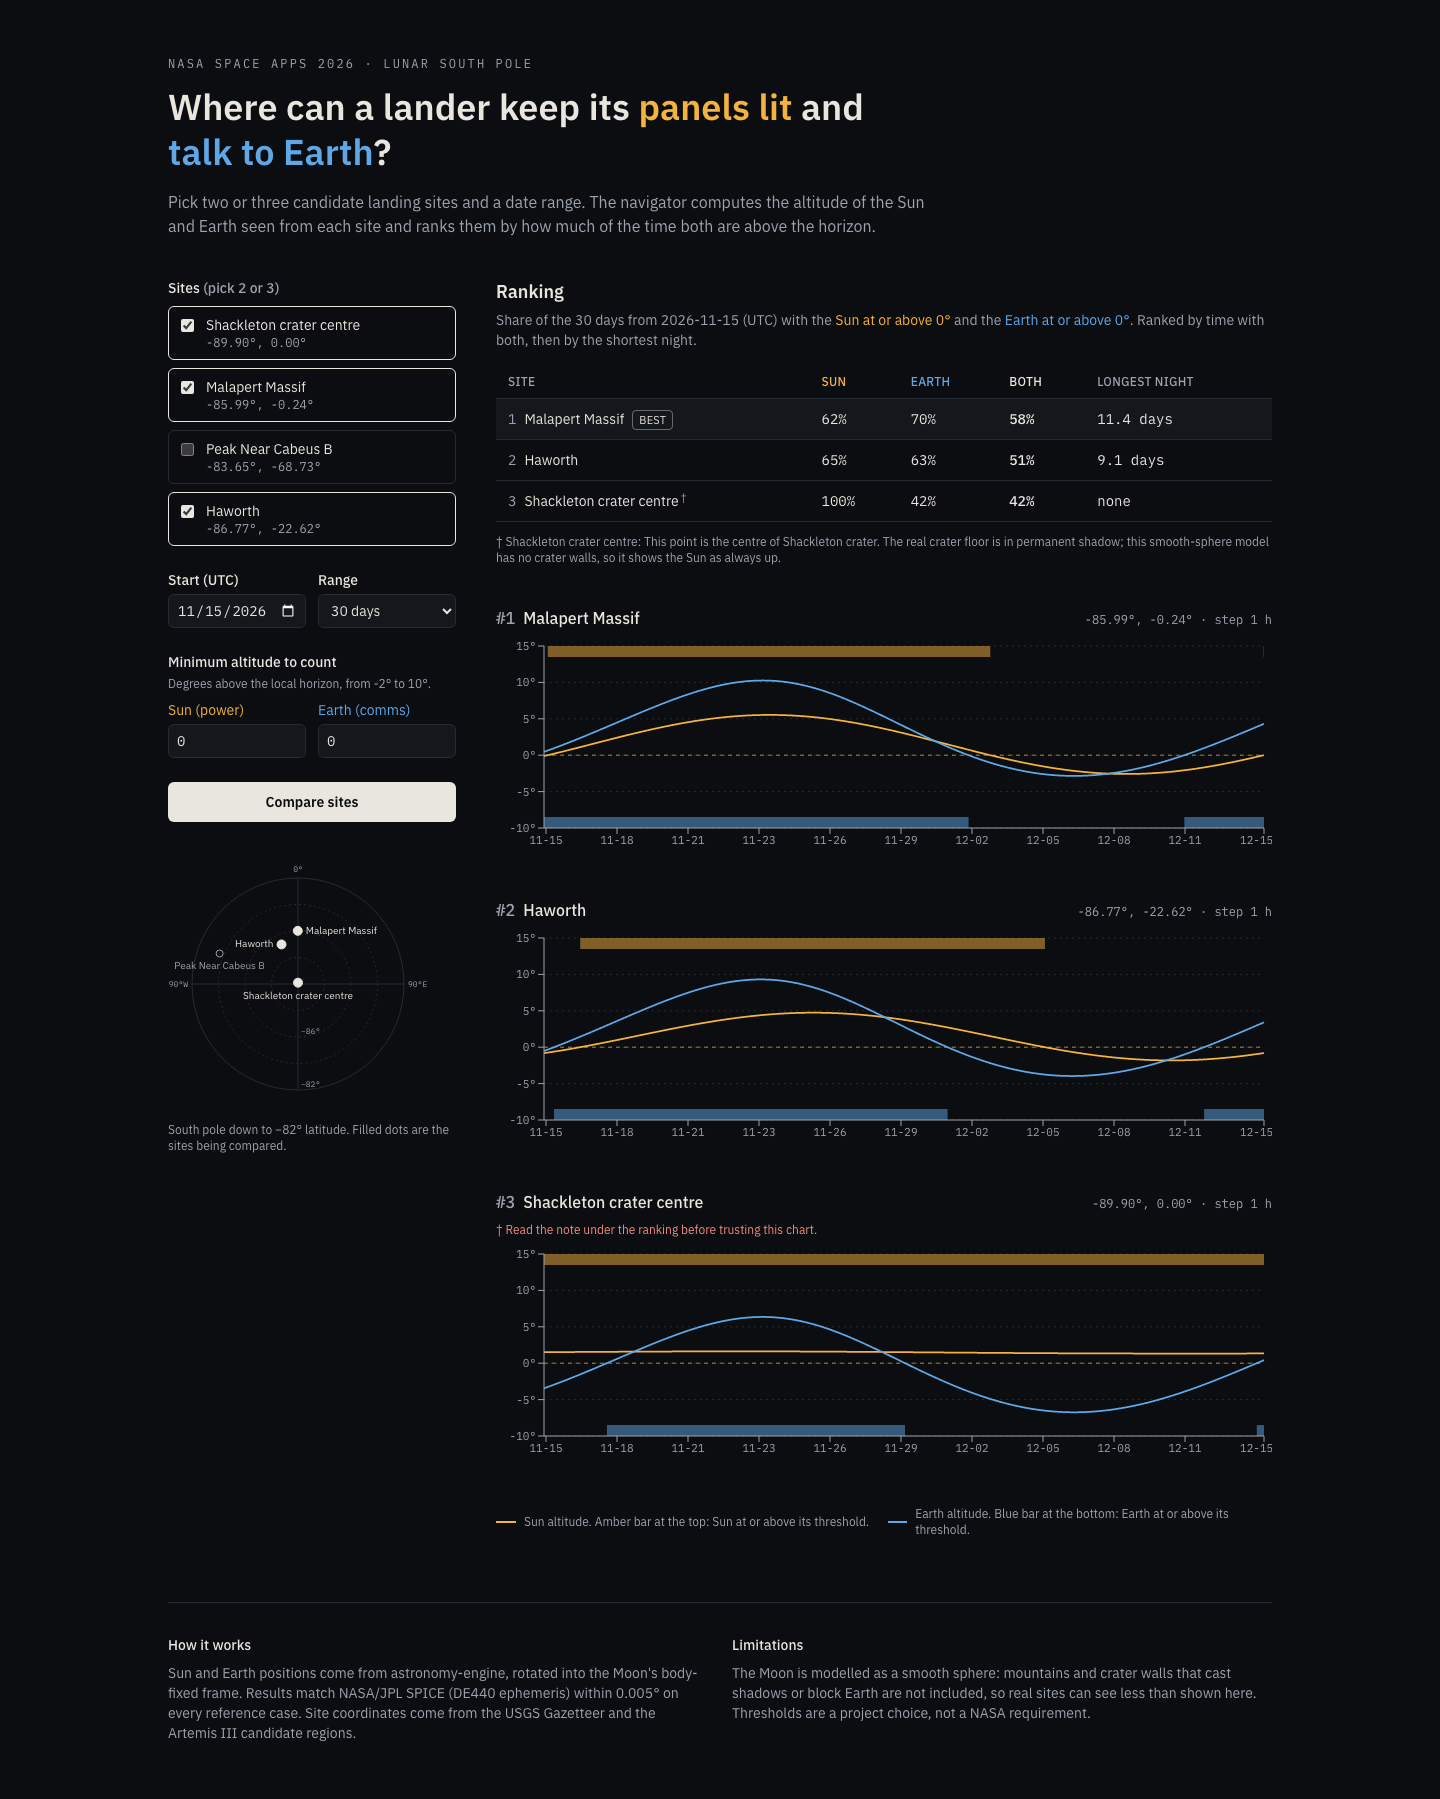 NASA SPACE APPS 2026 · LUNAR SOUTH POLE
Where can a lander keep its panels lit and
talk to Earth?
Pick two or three candidate landing sites and a date range. The navigator computes the altitude of the Sun
and Earth seen from each site and ranks them by how much of the time both are above the horizon.
Sites (pick 2 or 3)
Shackleton crater centre
-89.90°, 0.00°
Malapert Massif
-85.99°, -0.24°
Peak Near Cabeus B
-83.65°, -68.73°
Haworth
-86.77°, -22.62°
Start (UTC) Range
11/15/2026 30 days
Minimum altitude to count
Degrees above the local horizon, from -2° to 10°.
Sun (power) Earth (comms)
0 0
Compare sites
0°
Malapert Massif
Haworth
Peak Near Cabeus B
90°W 90°E
Shackleton crater centre
−86°
−82°
South pole down to −82° latitude. Filled dots are the
sites being compared.
Ranking
Share of the 30 days from 2026-11-15 (UTC) with the Sun at or above 0° and the Earth at or above 0°. Ranked by time with
both, then by the shortest night.
SITE SUN EARTH BOTH LONGEST NIGHT
1 Malapert Massif BEST 62% 70% 58% 11.4 days
2 Haworth 65% 63% 51% 9.1 days
3 Shackleton crater centre † 100% 42% 42% none
† Shackleton crater centre: This point is the centre of Shackleton crater. The real crater floor is in permanent shadow; this smooth-sphere model
has no crater walls, so it shows the Sun as always up.
#1 Malapert Massif -85.99°, -0.24° · step 1 h
15°
10°
5°
0°
-5°
-10°
11-15 11-18 11-21 11-23 11-26 11-29 12-02 12-05 12-08 12-11 12-15
#2 Haworth -86.77°, -22.62° · step 1 h
15°
10°
5°
0°
-5°
-10°
11-15 11-18 11-21 11-23 11-26 11-29 12-02 12-05 12-08 12-11 12-15
#3 Shackleton crater centre -89.90°, 0.00° · step 1 h
† Read the note under the ranking before trusting this chart.
15°
10°
5°
0°
-5°
-10°
11-15 11-18 11-21 11-23 11-26 11-29 12-02 12-05 12-08 12-11 12-15
Sun altitude. Amber bar at the top: Sun at or above its threshold.
Earth altitude. Blue bar at the bottom: Earth at or above its
threshold.
How it works
Sun and Earth positions come from astronomy-engine, rotated into the Moon's body-
fixed frame. Results match NASA/JPL SPICE (DE440 ephemeris) within 0.005° on
every reference case. Site coordinates come from the USGS Gazetteer and the
Artemis III candidate regions.
Limitations
The Moon is modelled as a smooth sphere: mountains and crater walls that cast
shadows or block Earth are not included, so real sites can see less than shown here.
Thresholds are a project choice, not a NASA requirement.